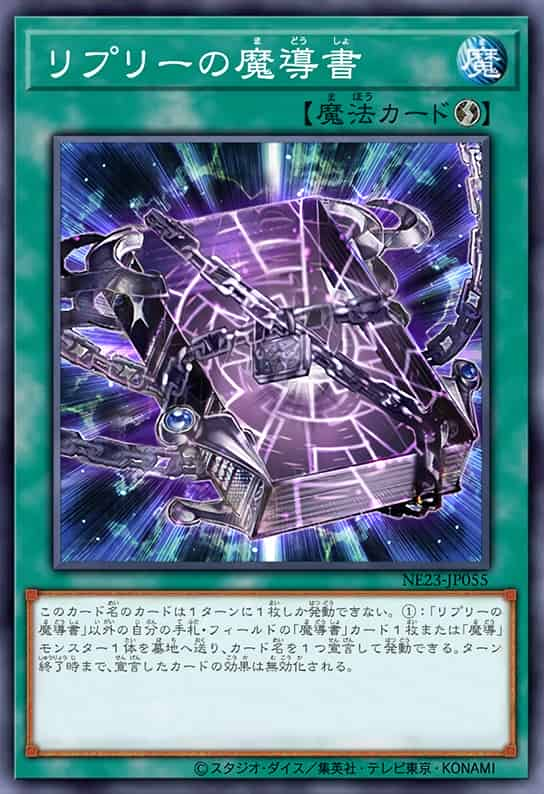 リプリーの魔導書
魔
【魔法カード】
NE23-JP055
このカード名のカードは１ターンに１枚しか発動できない。①：「リプリーの
魔導書」以外の自分の手札・フィールドの「魔導書」カード１枚または「魔導」
モンスター１体を墓地へ送り、カード名を１つ宣言して発動できる。ターン
終了時まで、宣言したカードの効果は無効化される。
©スタジオ・ダイス／集英社・テレビ東京・KONAMI